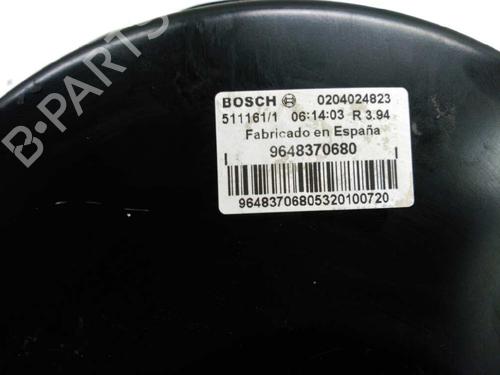 B-PARTS
BOSCH 0204024823
511161/1 06:14:03 R 3.94
Fabricado en España
9648370680
96483706805320100720